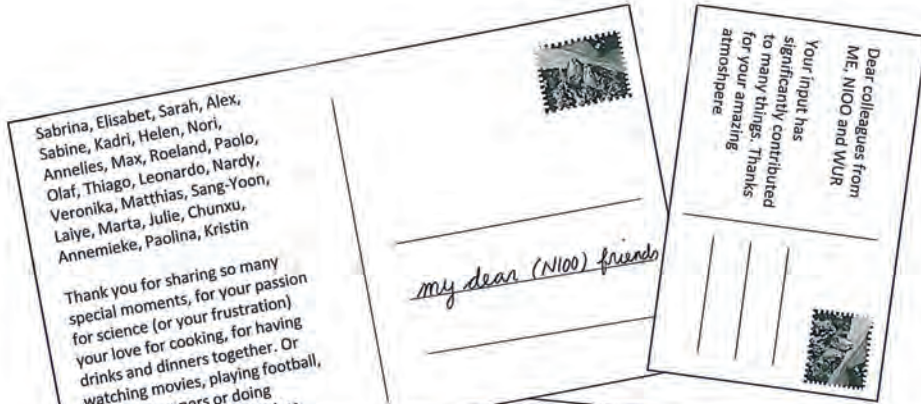 Sabrina, Elisabet, Sarah, Alex,
Sabine, Kadri, Helen, Nori,
Annelies, Max, Roeland, Paolo,
Olaf, Thiago, Leonardo, Nardy,
Veronika, Matthias, Sang-Yoon,
Laiye, Marta, Julie, Chunxu,
Annemieke, Paolina, Kristin
Thank you for sharing so many
special moments, for your passion
for science (or your frustration)
your love for cooking, for having
drinks and dinners together. Or
watching movies, playing football,
or doing
my dear (NIOO) friends
Dear colleagues from
ME, NIOO and WUR
Your input has
significantly contributed
to many things. Thanks
for your amazing
atmoshpere